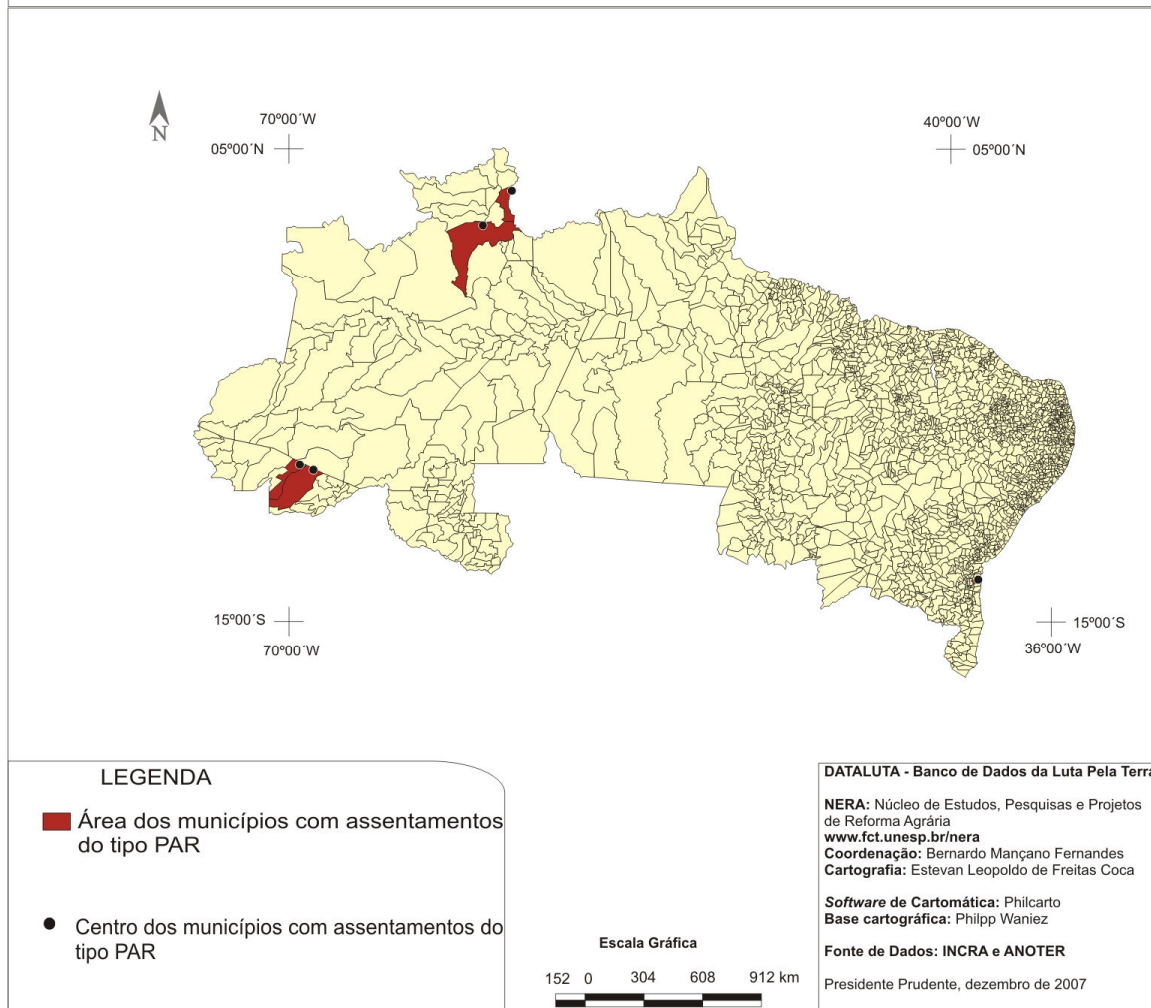 70º00´W
40º00´W
05º00´N
05º00´N
N
15º00´S
15º00´S
70º00´W
36º00´W
LEGENDA
Área dos municípios com assentamentos
do tipo PAR
Centro dos municípios com assentamentos do
tipo PAR
Escala Gráfica
152 0 304 608 912 km
DATALUTA - Banco de Dados da Luta Pela Terra
NERA: Núcleo de Estudos, Pesquisas e Projetos
de Reforma Agrária
www.fct.unesp.br/nera
Coordenação: Bernardo Mançano Fernandes
Cartografia: Estevan Leopoldo de Freitas Coca
Software de Cartomática: Philcarto
Base cartográfica: Philpp Waniez
Fonte de Dados: INCRA e ANOTER
Presidente Prudente, dezembro de 2007